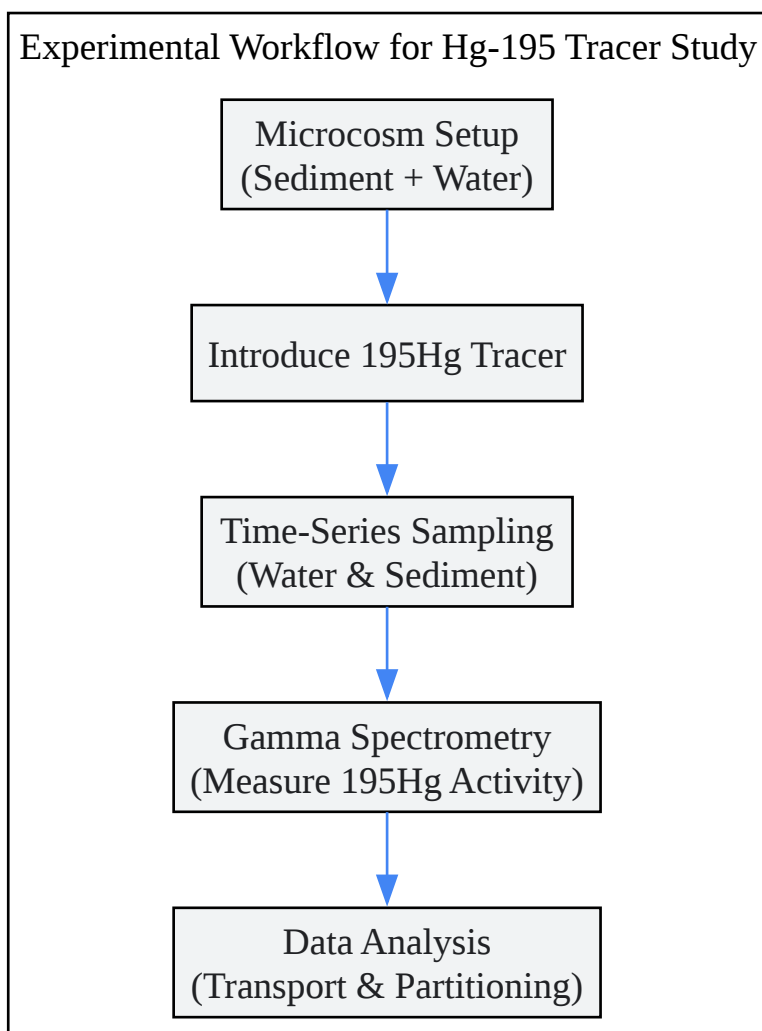 Experimental Workflow for Hg-195 Tracer Study
Microcosm Setup
(Sediment + Water)
Introduce 195Hg Tracer
Time-Series Sampling
(Water & Sediment)
Gamma Spectrometry
(Measure 195Hg Activity)
Data Analysis
(Transport & Partitioning)